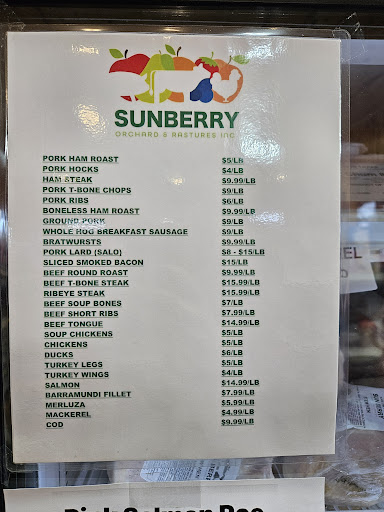 SUNBERRY
ORCHARD & PASTURES INC
PORK HAM ROAST $5/LB
PORK HOCKS $4/LB
HAM STEAK $9.99/LB
PORK T-BONE CHOPS $9/LB
PORK RIBS $6/LB
BONELESS HAM ROAST $9.99/LB
GROUND PORK $9/LB
WHOLE HOG BREAKFAST SAUSAGE $9/LB
BRATWURSTS $9.99/LB
PORK LARD (SALO) $8 - $15/LB
SLICED SMOKED BACON $15/LB
BEEF ROUND ROAST $9.99/LB
BEEF T-BONE STEAK $15.99/LB
RIBEYE STEAK $15.99/LB
BEEF SOUP BONES $7/LB
BEEF SHORT RIBS $7.99/LB
BEEF TONGUE $14.99/LB
SOUP CHICKENS $5/LB
CHICKENS $5/LB
DUCKS $6/LB
TURKEY LEGS $5/LB
TURKEY WINGS $4/LB
SALMON $14.99/LB
BARRAMUNDI FILLET $7.99/LB
MERLUZA $5.99/LB
MACKEREL $4.99/LB
COD $9.99/LB